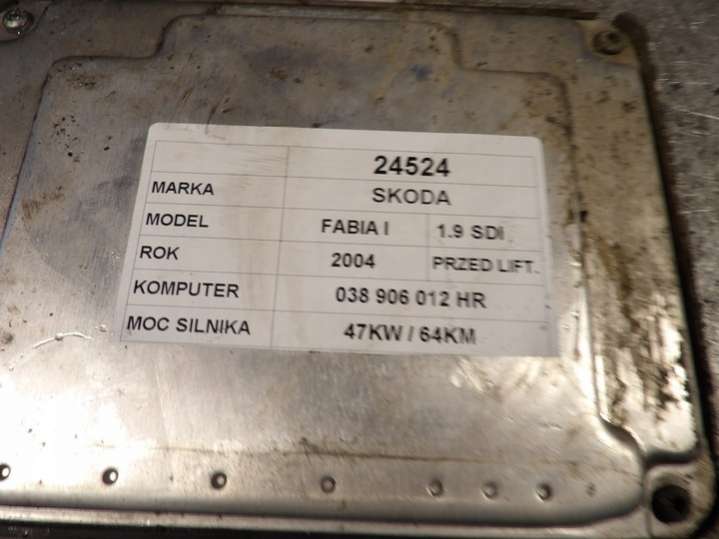 24524
MARKA SKODA
MODEL FABIA I 1.9 SDI
ROK 2004 PRZED LIFT.
KOMPUTER 038 906 012 HR
MOC SILNIKA 47KW / 64KM